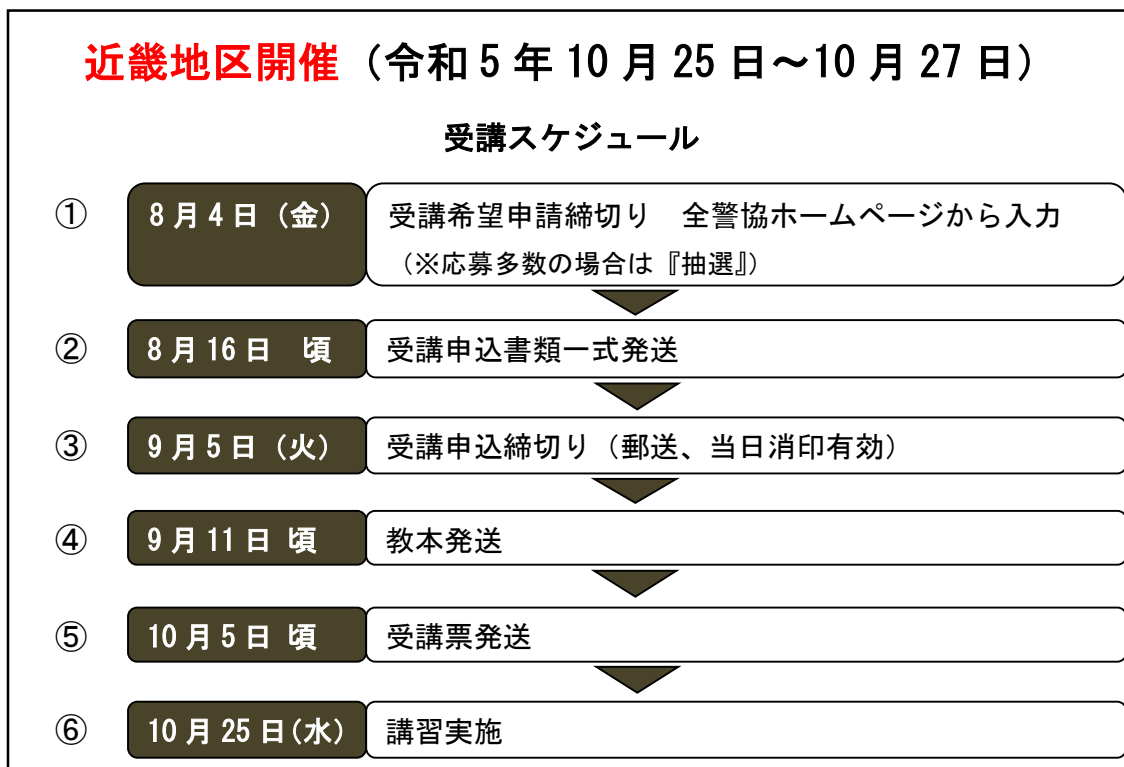 近畿地区開催（令和5年10月25日～10月27日）
受講スケジュール
① 8月4日（金） 受講希望申請締切り　全警協ホームページから入力
（※応募多数の場合は『抽選』）
② 8月16日　頃 受講申込書類一式発送
③ 9月5日（火） 受講申込締切り（郵送、当日消印有効）
④ 9月11日 頃 教本発送
⑤ 10月5日 頃 受講票発送
⑥ 10月25日(水) 講習実施